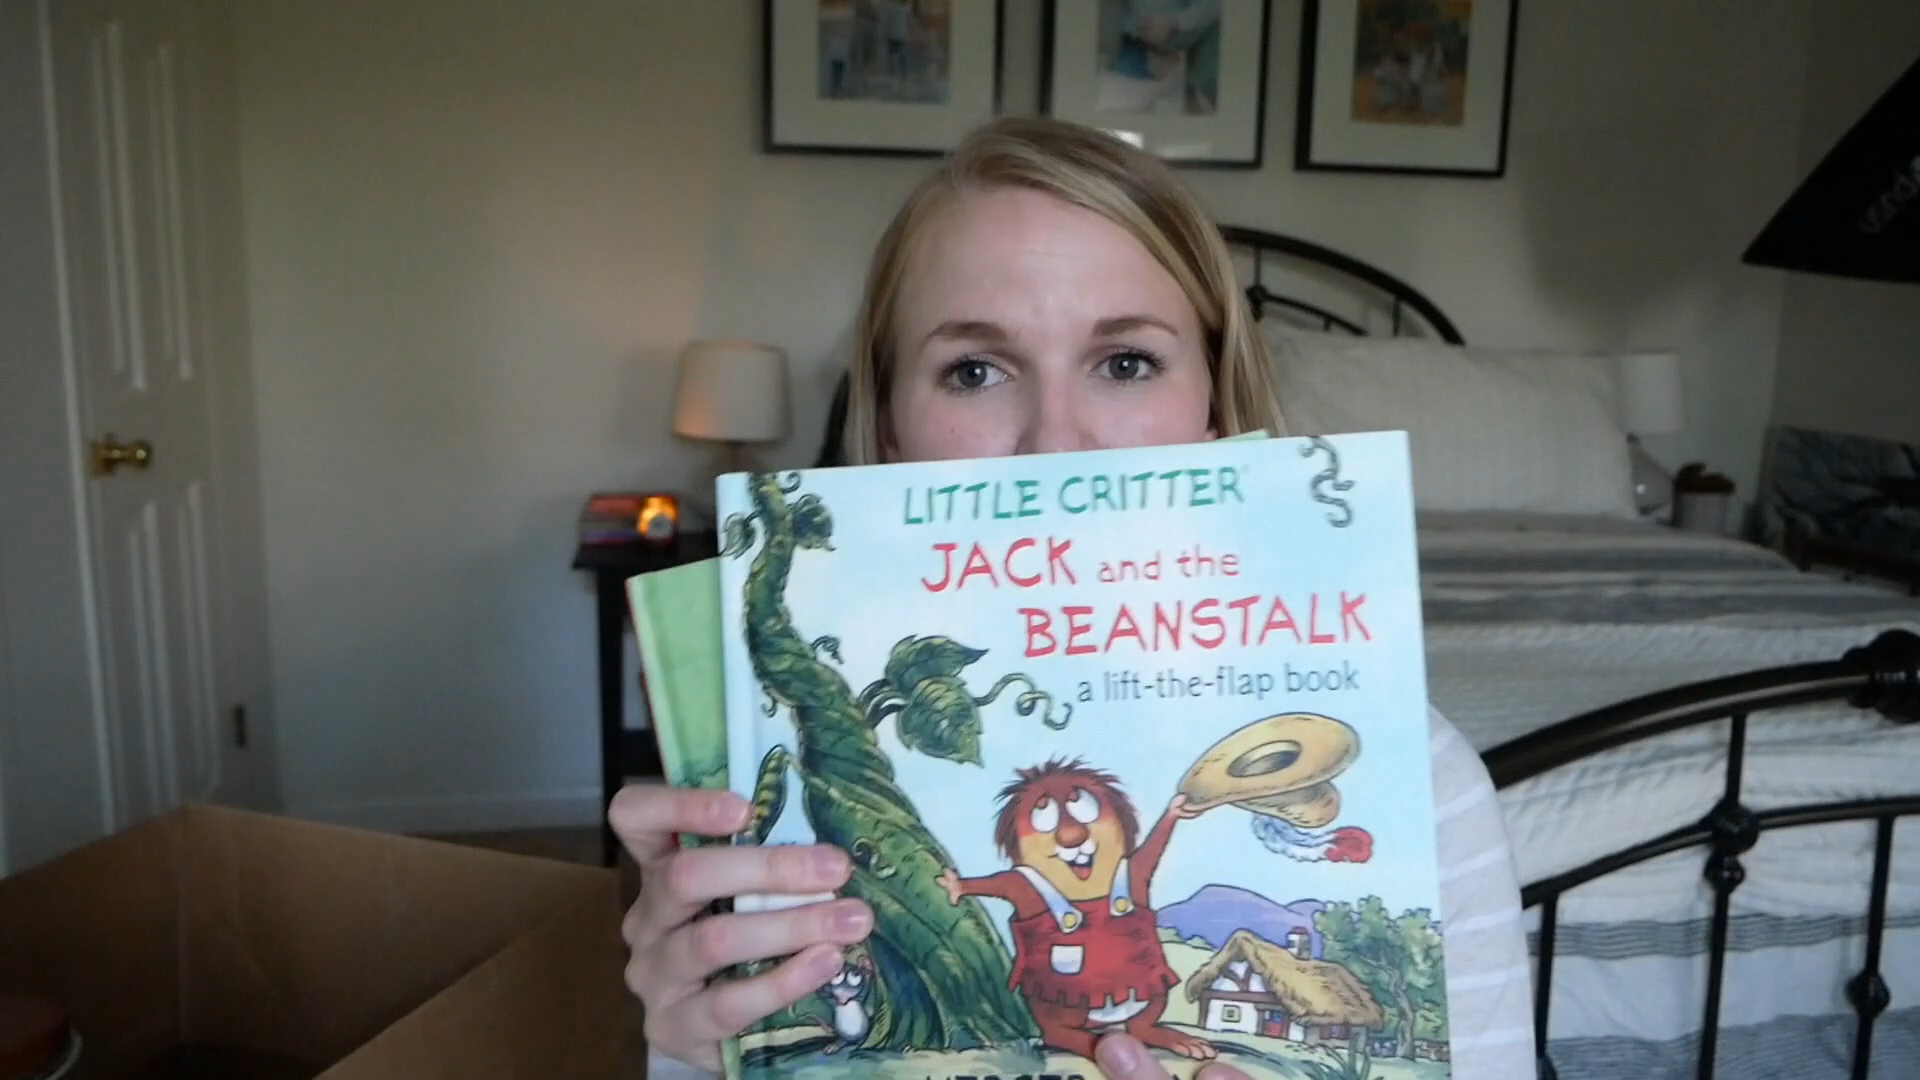 LITTLE CRITTER®
JACK and the
BEANSTALK
a lift-the-flap book